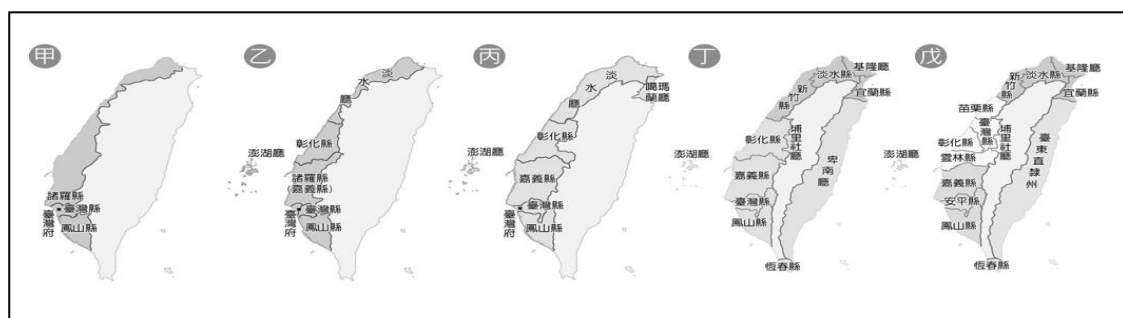 甲
諸羅縣
臺灣縣
臺灣府
鳳山縣
乙
淡水廳
彰化縣
澎湖廳
諸羅縣
(嘉義縣)
臺灣縣
臺灣府
鳳山縣
丙
淡水廳
噶瑪蘭廳
彰化縣
澎湖廳
嘉義縣
臺灣縣
臺灣府
鳳山縣
丁
基隆廳
淡水縣
新竹縣
宜蘭縣
埔里社廳
彰化縣
澎湖廳
嘉義縣
卑南廳
臺灣縣
鳳山縣
恆春縣
戊
基隆廳
淡水縣
新竹縣
宜蘭縣
苗栗縣
臺灣縣
埔里社廳
彰化縣
雲林縣
澎湖廳
臺東直隸州
嘉義縣
安平縣
鳳山縣
恆春縣